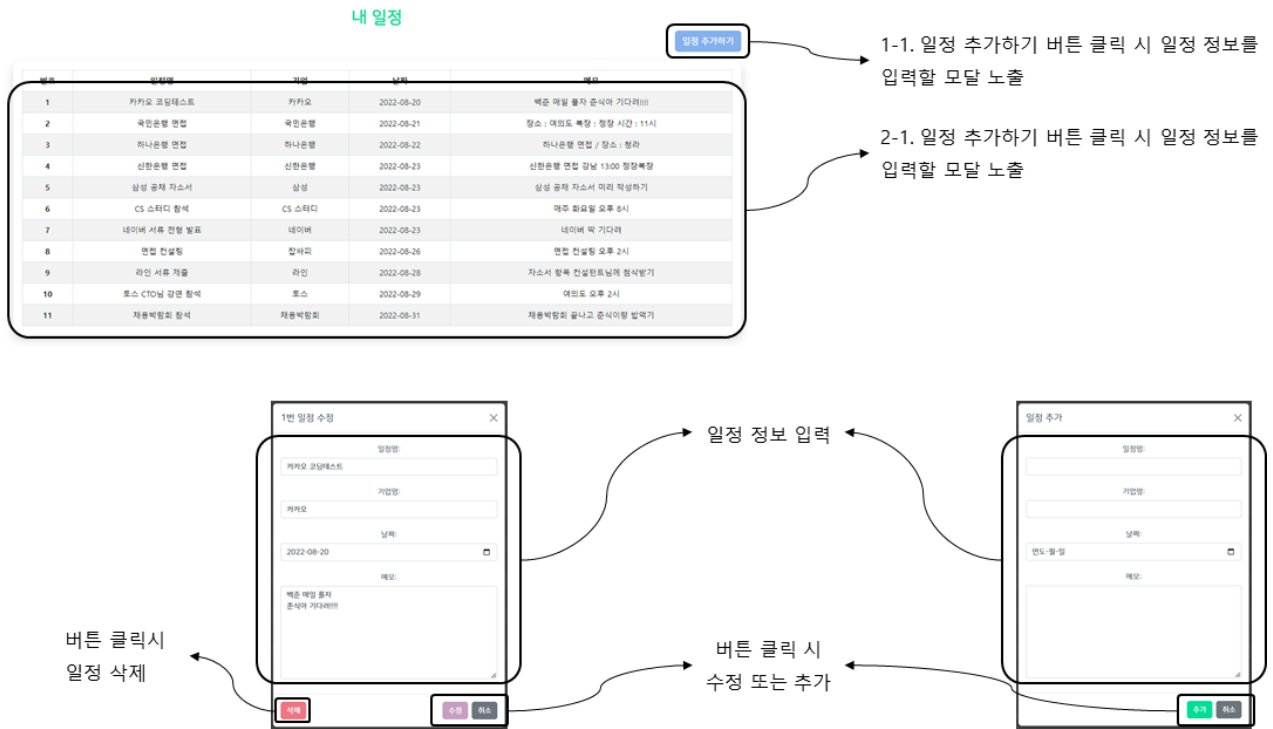 내 일정
일정 추가하기
1-1. 일정 추가하기 버튼 클릭 시 일정 정보를
입력할 모달 노출
2-1. 일정 추가하기 버튼 클릭 시 일정 정보를
입력할 모달 노출
번호 일정명 기업 날짜 메모
1 카카오 코딩테스트 카카오 2022-08-20 백준 매일 풀자 준식아 기다려!!!!
2 국민은행 면접 국민은행 2022-08-21 장소 : 여의도 복장 : 정장 시간 : 11시
3 하나은행 면접 하나은행 2022-08-22 하나은행 면접 / 장소 : 청라
4 신한은행 면접 신한은행 2022-08-23 신한은행 면접 강남 13:00 정장복장
5 삼성 공채 자소서 삼성 2022-08-23 삼성 공채 자소서 미리 작성하기
6 CS 스터디 참석 CS 스터디 2022-08-23 매주 화요일 오후 8시
7 네이버 서류 전형 발표 네이버 2022-08-23 네이버 딱 기다려
8 면접 컨설팅 잡싸피 2022-08-26 면접 컨설팅 오후 2시
9 라인 서류 제출 라인 2022-08-28 자소서 항목 컨설턴트님께 첨삭받기
10 토스 CTO님 강연 참석 토스 2022-08-29 여의도 오후 2시
11 채용박람회 참석 채용박람회 2022-08-31 채용박람회 끝나고 준식이랑 밥먹기
1번 일정 수정
일정명:
카카오 코딩테스트
기업명:
카카오
날짜:
2022-08-20
메모:
백준 매일 풀자
준식아 기다려!!!!
삭제 수정 취소
일정 정보 입력
버튼 클릭시
일정 삭제
버튼 클릭 시
수정 또는 추가
일정 추가
일정명:
기업명:
날짜:
연도-월-일
메모:
추가 취소